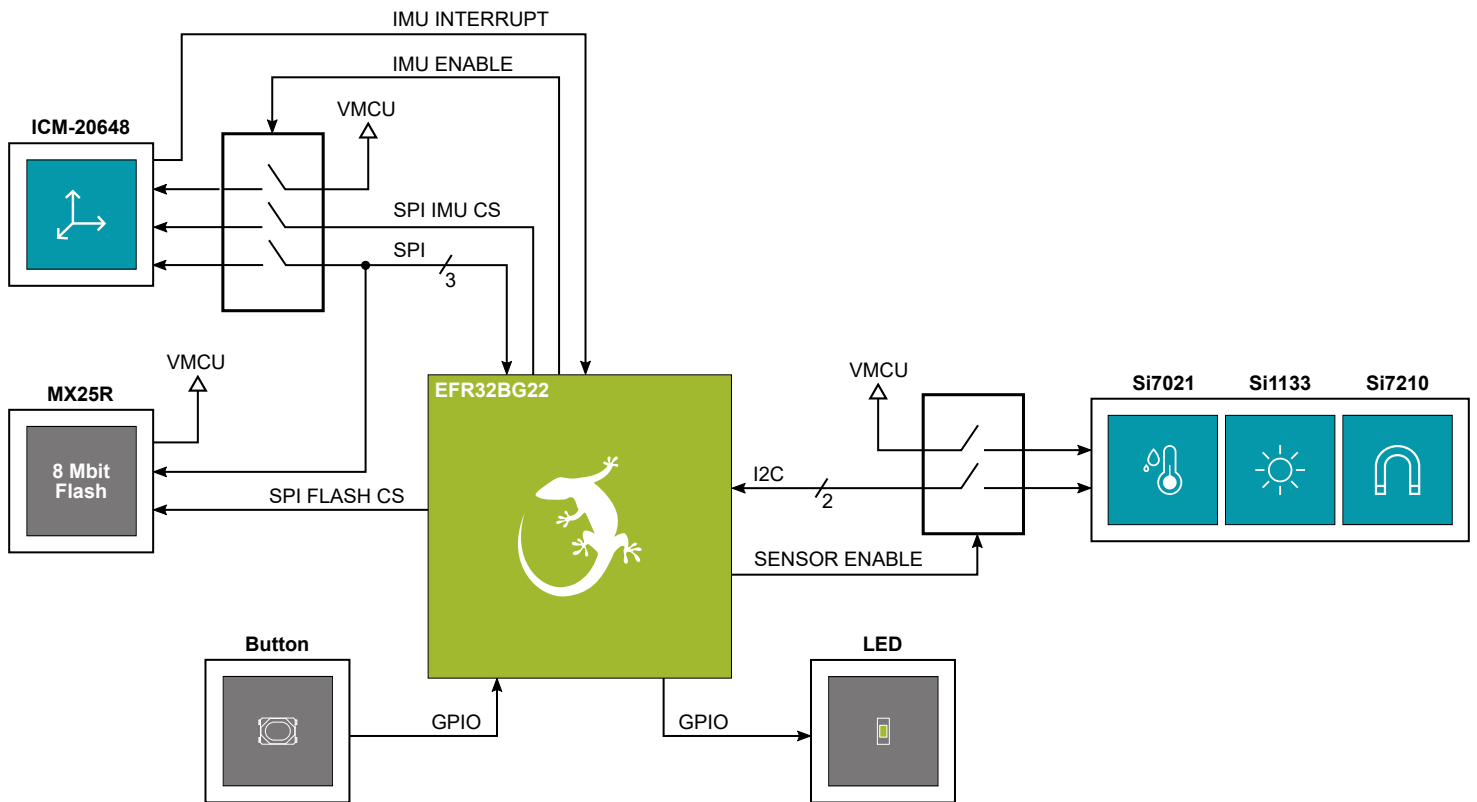 IMU INTERRUPT
IMU ENABLE
VMCU
ICM-20648
SPI IMU CS
SPI
3
VMCU
MX25R
8 Mbit
Flash
SPI FLASH CS
EFR32BG22
VMCU
Si7021
Si1133
Si7210
I2C
2
SENSOR ENABLE
Button
GPIO
LED
GPIO